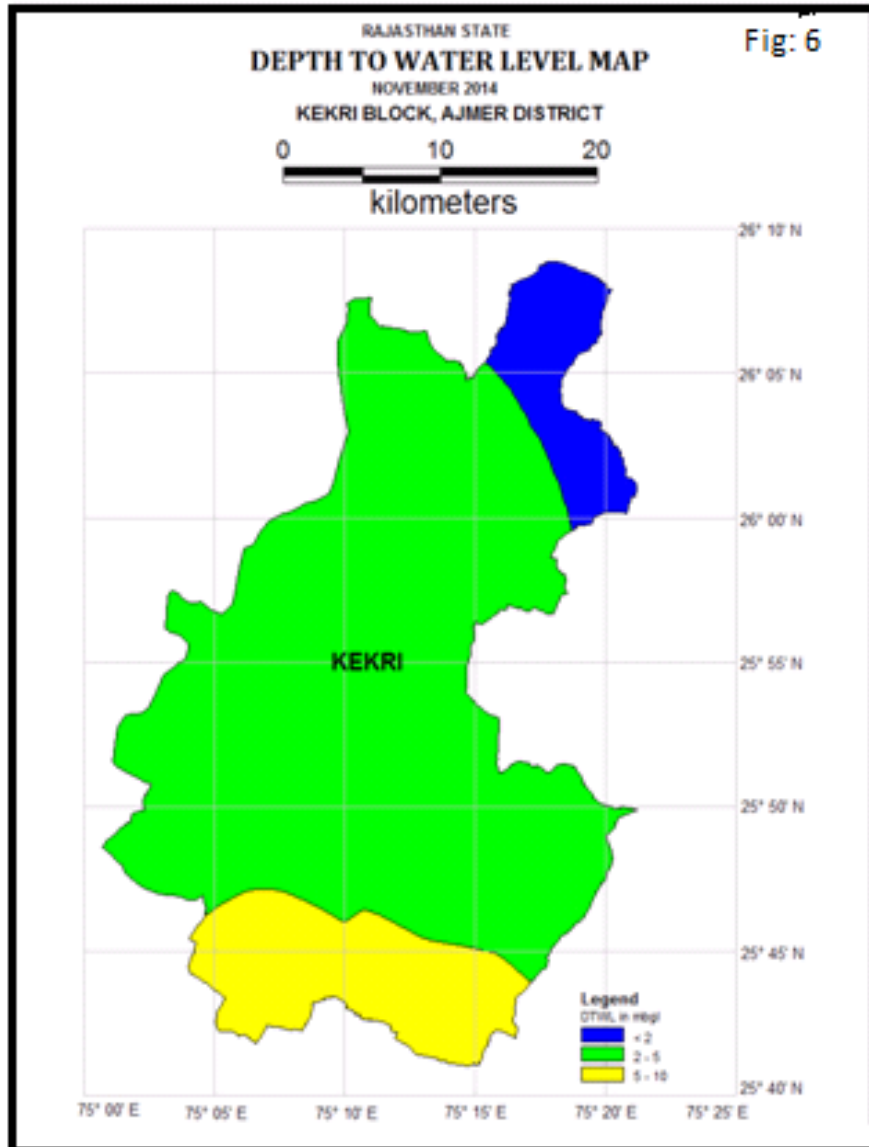 RAJASTHAN STATE
Fig: 6
DEPTH TO WATER LEVEL MAP
NOVEMBER 2014
KEKRI BLOCK, AJMER DISTRICT
0 10 20
kilometers
26° 10' N
26° 05' N
26° 00' N
KEKRI
25° 55' N
25° 50' N
25° 45' N
Legend
DTWL in mbgl
< 2
2 - 5
5 - 10
25° 40' N
75° 00' E 75° 05' E 75° 10' E 75° 15' E 75° 20' E 75° 25' E